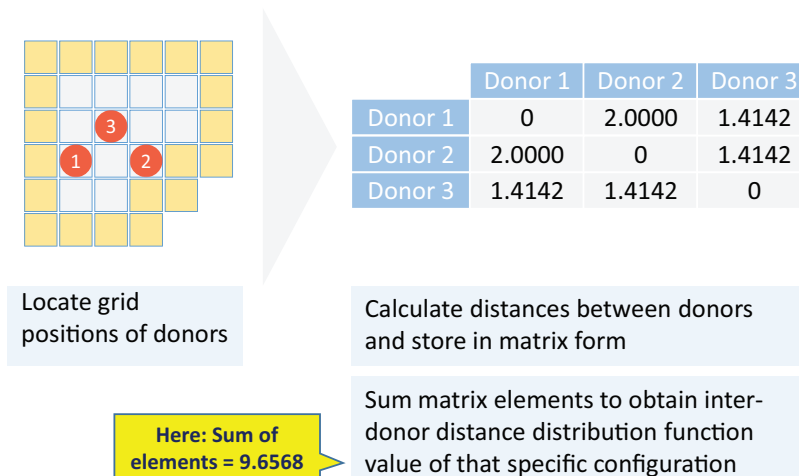 3
1
2
Donor 1 Donor 2 Donor 3
Donor 1 0 2.0000 1.4142
Donor 2 2.0000 0 1.4142
Donor 3 1.4142 1.4142 0
Locate grid
positions of donors
Calculate distances between donors
and store in matrix form
Here: Sum of
elements = 9.6568
Sum matrix elements to obtain inter-
donor distance distribution function
value of that specific configuration